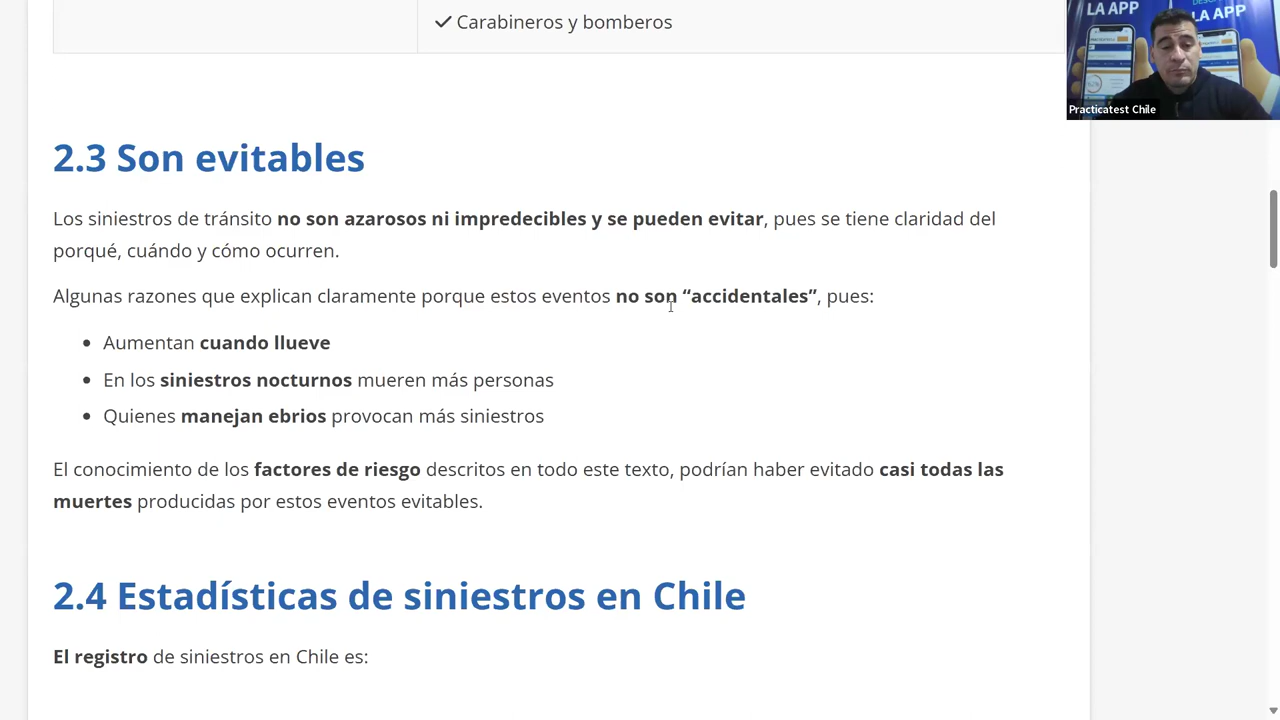 ✓ Carabineros y bomberos
LA APP
LA APP
Practicatest Chile
2.3 Son evitables
Los siniestros de tránsito no son azarosos ni impredecibles y se pueden evitar, pues se tiene claridad del
porqué, cuándo y cómo ocurren.
Algunas razones que explican claramente porque estos eventos no son “accidentales”, pues:
• Aumentan cuando llueve
• En los siniestros nocturnos mueren más personas
• Quienes manejan ebrios provocan más siniestros
El conocimiento de los factores de riesgo descritos en todo este texto, podrían haber evitado casi todas las
muertes producidas por estos eventos evitables.
2.4 Estadísticas de siniestros en Chile
El registro de siniestros en Chile es: